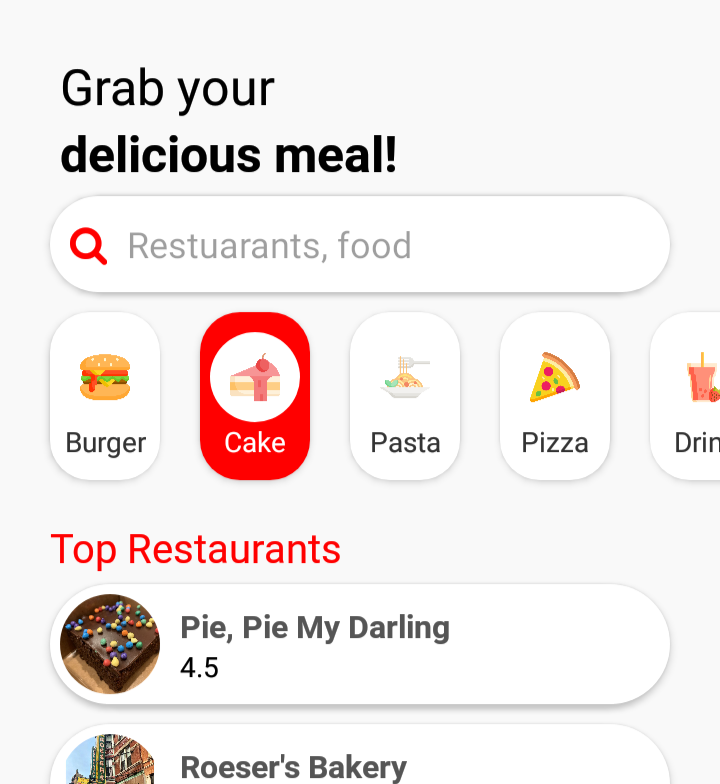 Grab your
delicious meal!
Restuarants, food
Burger
Cake
Pasta
Pizza
Drin
Top Restaurants
Pie, Pie My Darling
4.5
Roeser's Bakery